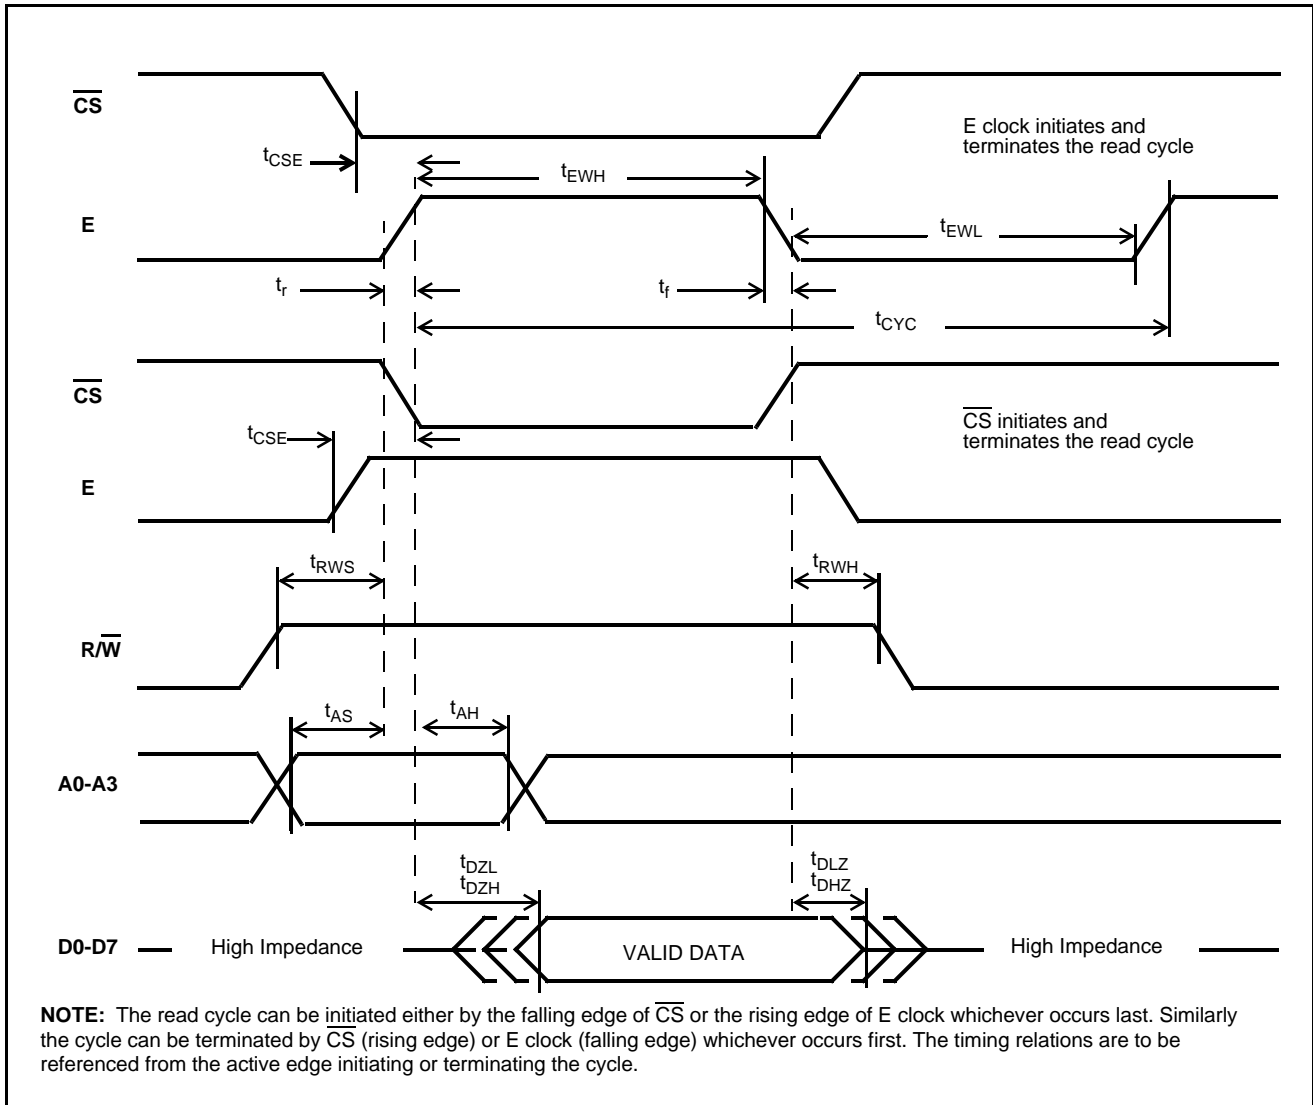 CS
E clock initiates and
terminates the read cycle
tCSE
tEWH
E
tEWL
tr
tf
tCYC
CS
CS initiates and
terminates the read cycle
tCSE
E
tRWS
tRWH
R/W
tAS
tAH
A0-A3
tDZL
tDZH
tDLZ
tDHZ
D0-D7
High Impedance
VALID DATA
High Impedance
NOTE: The read cycle can be initiated either by the falling edge of CS or the rising edge of E clock whichever occurs last. Similarly
the cycle can be terminated by CS (rising edge) or E clock (falling edge) whichever occurs first. The timing relations are to be
referenced from the active edge initiating or terminating the cycle.